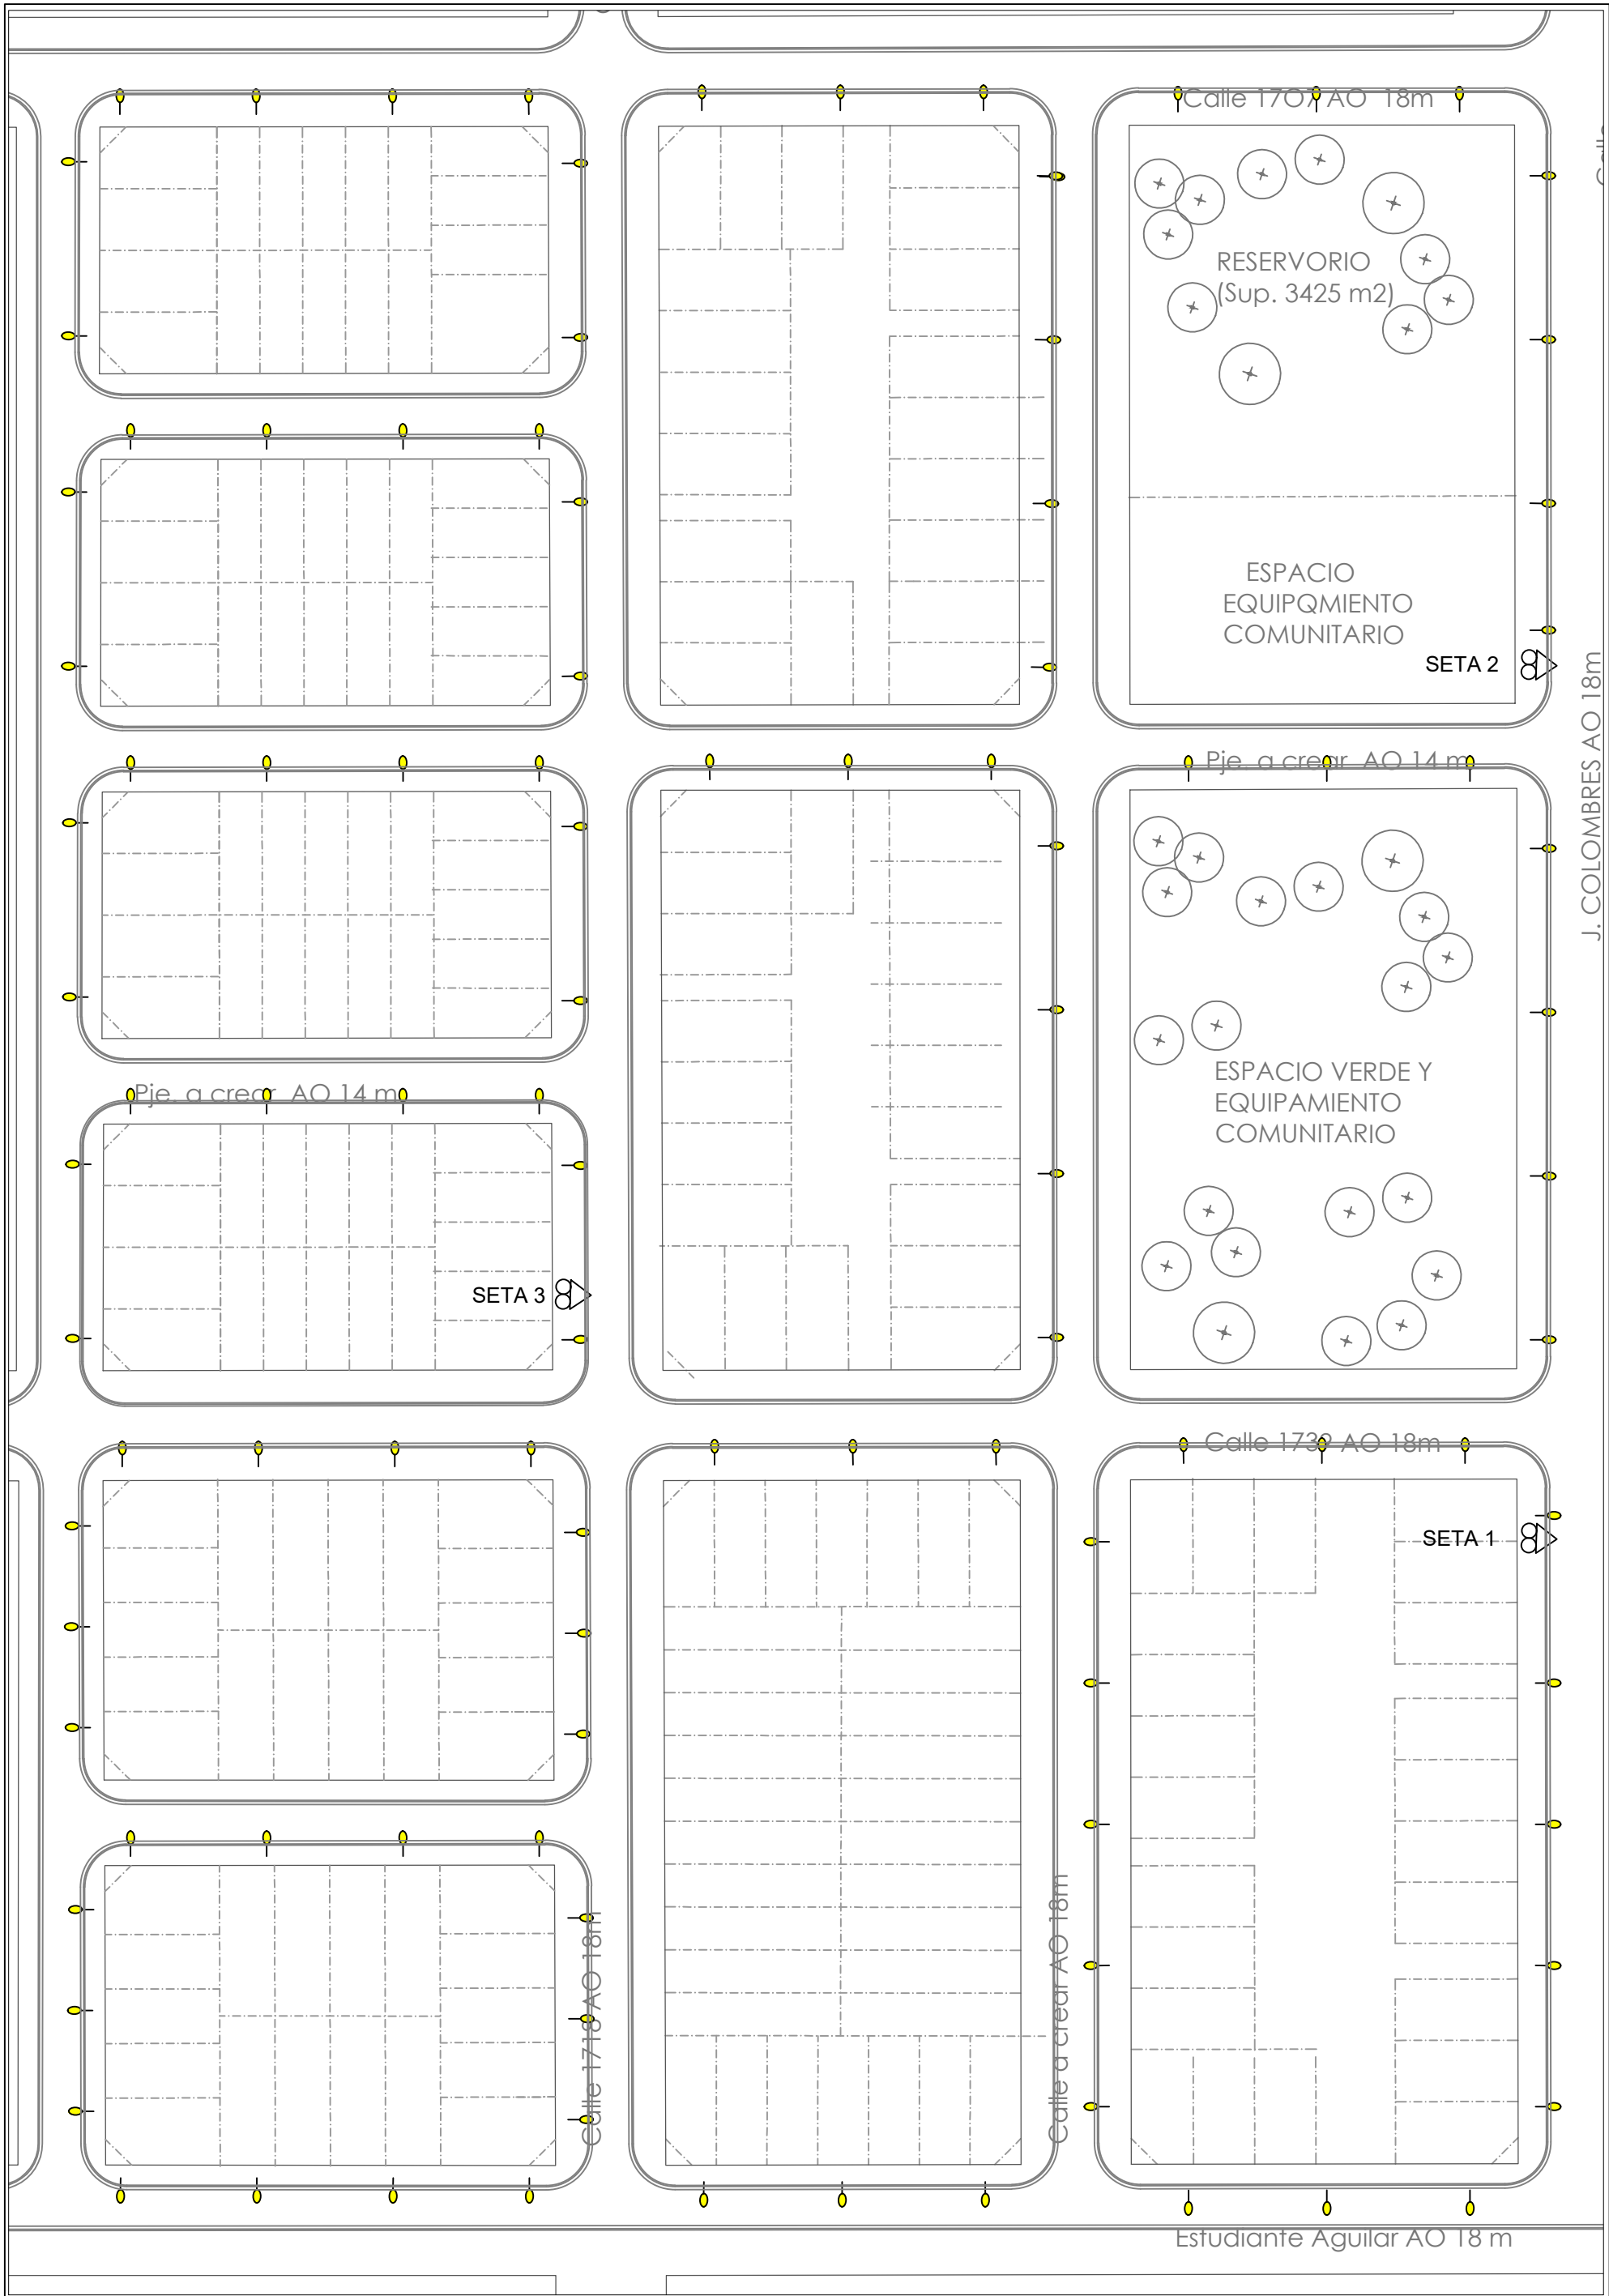 Calle 17O7 AO 18m
RESERVORIO
(Sup. 3425 m2)
ESPACIO
EQUIPQMIENTO
COMUNITARIO
SETA 2
J. COLOMBRES AO 18m
Pje. a crear AO 14 m
ESPACIO VERDE Y
EQUIPAMIENTO
COMUNITARIO
Pje. a crear AO 14 m
SETA 3
Calle 1739 AO 18m
SETA 1
Calle 1718 AO 18m
Calle a crear AO 18m
Estudiante Aguilar AO 18 m